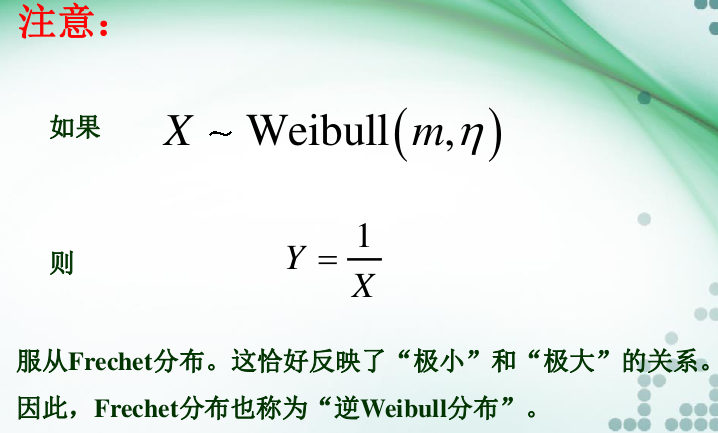 注意：
如果 X ~ Weibull(m,η)
则 Y = 1/X
服从Frechet分布。这恰好反映了“极小”和“极大”的关系。
因此，Frechet分布也称为“逆Weibull分布”。